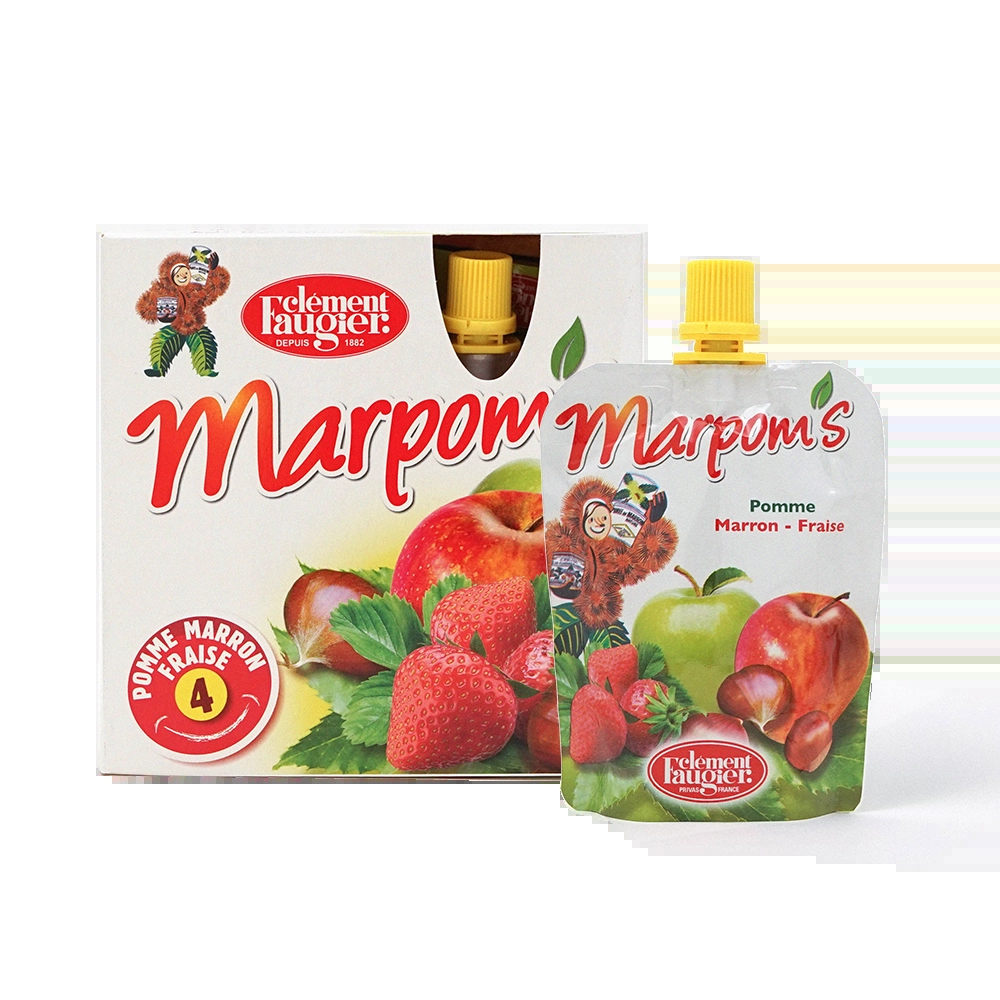 clément
Faugier.
DEPUIS 1882
Marpom's
POMME MARRON
FRAISE
4
Marpom's
Pomme
Marron - Fraise
clément
Faugier.
PRIVAS FRANCE